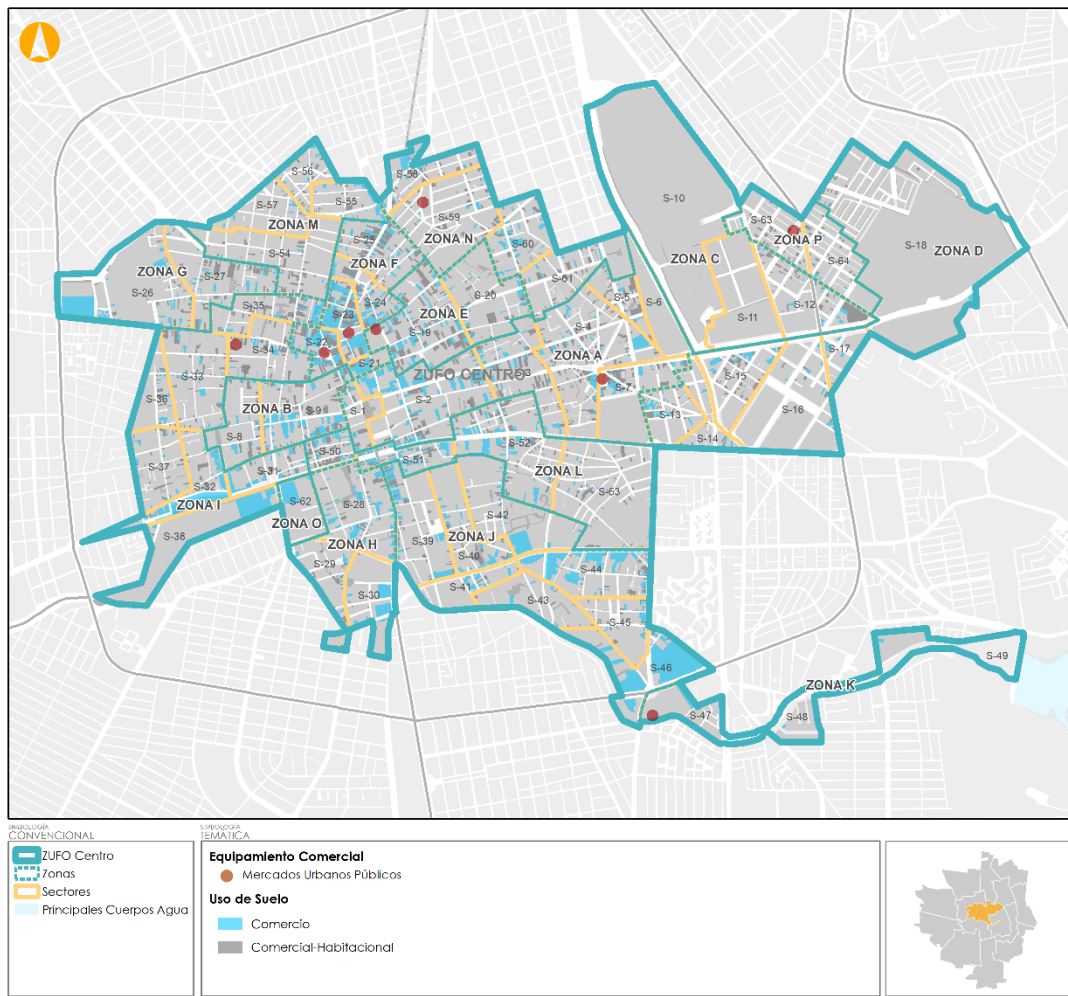 S-10
S-56
S-58
S-57
S-55
S-59
S-63
ZONA M
ZONA N
ZONA P
S-25
S-60
S-18
ZONA D
S-54
S-64
ZONA F
ZONA C
ZONA G
S-27
S-61
S-26
S-20
S-5
S-6
S-24
S-12
S-35
S-23
ZONA E
S-11
S-19
S-4
S-22
S-34
S-17
ZONA A
S-21
S-33
ZUFO CENTRO
S-15
S-7
S-36
S-2
ZONA B
S-9
S-1
S-16
S-13
S-8
S-14
S-50
S-52
S-51
S-37
S-31
ZONA L
S-32
S-62
S-53
ZONA I
S-28
S-42
ZONA O
S-38
ZONA J
S-39
ZONA H
S-40
S-29
S-44
S-41
S-30
S-43
S-45
S-49
S-46
ZONA K
S-47
S-48
SIMBOLOGÍA
CONVENCIONAL
ZUFO Centro
Zonas
Sectores
Principales Cuerpos Agua
SIMBOLOGÍA
TEMATICA
Equipamiento Comercial
Mercados Urbanos Públicos
Uso de Suelo
Comercio
Comercial-Habitacional